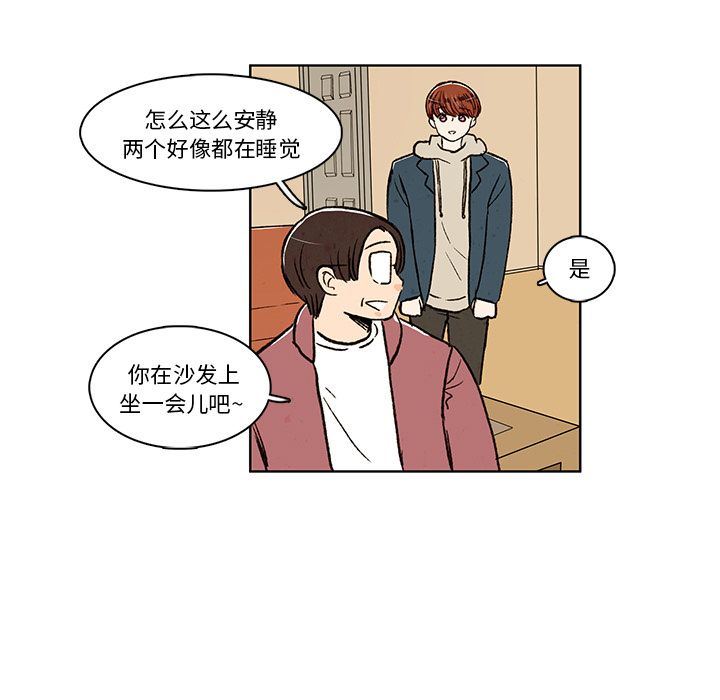 怎么这么安静
两个好像都在睡觉
是
你在沙发上
坐一会儿吧~